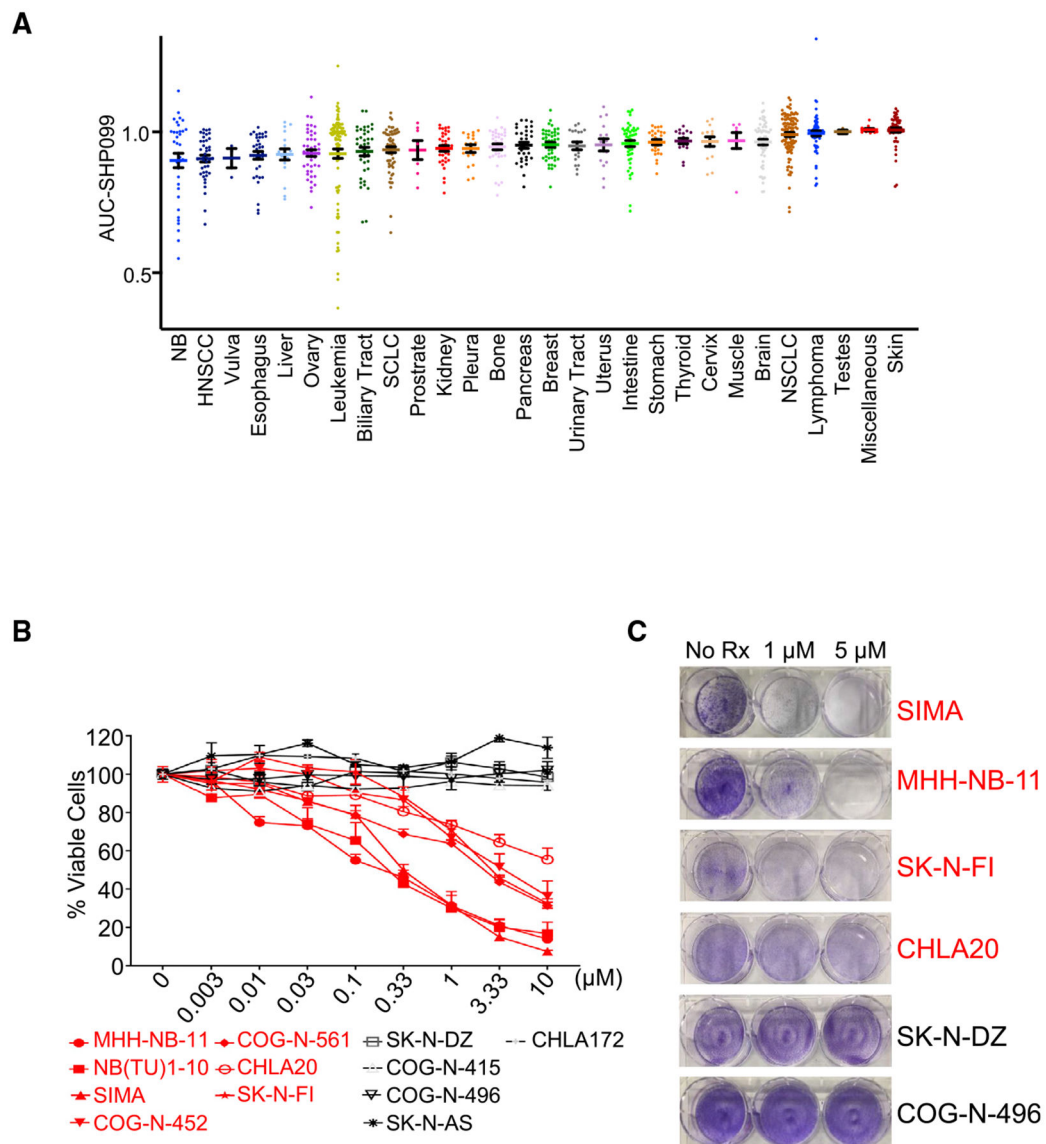 A
AUC-SHP099
1.0
0.5
NB
HNSCC
Vulva
Esophagus
Liver
Ovary
Leukemia
Biliary Tract
SCLC
Prostrate
Kidney
Pleura
Bone
Pancreas
Breast
Urinary Tract
Uterus
Intestine
Stomach
Thyroid
Cervix
Muscle
Brain
NSCLC
Lymphoma
Testes
Miscellaneous
Skin
B
% Viable Cells
120
100
80
60
40
20
0
0 0.003 0.01 0.03 0.1 0.33 1 3.33 10 (µM)
MHH-NB-11 COG-N-561 SK-N-DZ CHLA172
NB(TU)1-10 CHLA20 COG-N-415
SIMA SK-N-FI COG-N-496
COG-N-452 SK-N-AS
C
No Rx 1 µM 5 µM
SIMA
MHH-NB-11
SK-N-FI
CHLA20
SK-N-DZ
COG-N-496